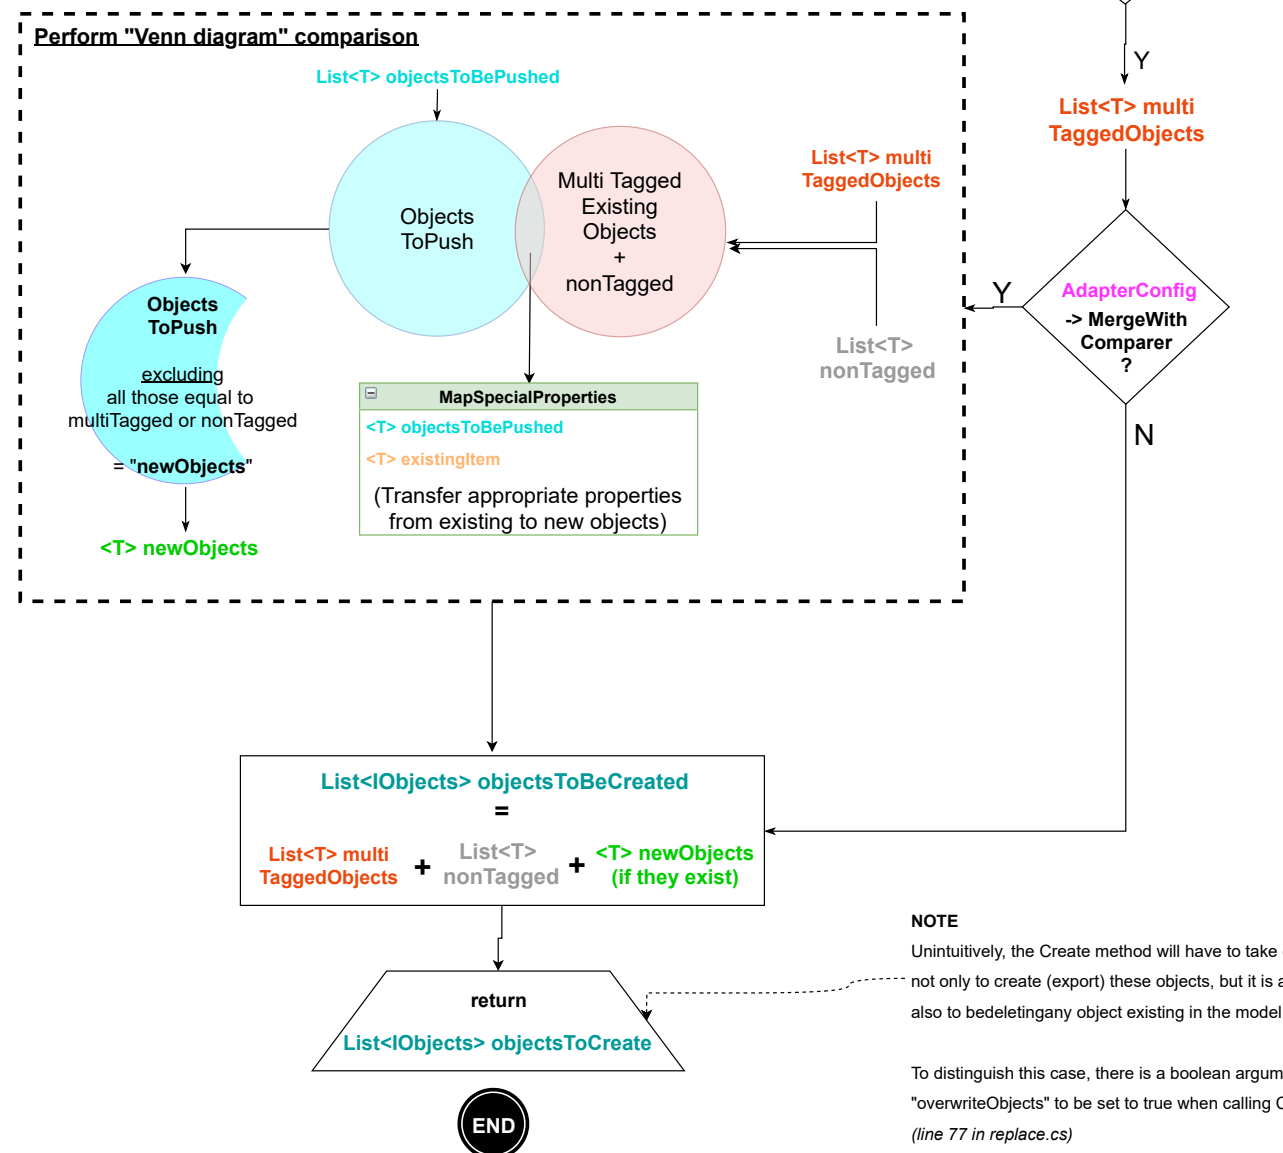 Perform "Venn diagram" comparison
List<T> objectsToBePushed
Objects
ToPush
Multi Tagged
Existing
Objects
+
nonTagged
List<T> multi
TaggedObjects
List<T>
nonTagged
Objects
ToPush
excluding
all those equal to
multiTagged or nonTagged
= "newObjects"
<T> newObjects
MapSpecialProperties
<T> objectsToBePushed
<T> existingItem
(Transfer appropriate properties
from existing to new objects)
Y
List<T> multi
TaggedObjects
AdapterConfig
-> MergeWith
Comparer
?
Y
N
List<IObjects> objectsToBeCreated
=
List<T> multi
TaggedObjects
+
List<T>
nonTagged
+
<T> newObjects
(if they exist)
return
List<IObjects> objectsToCreate
END
NOTE
Unintuitively, the Create method will have to take
not only to create (export) these objects, but it is
also to bedeletingany object existing in the model
To distinguish this case, there is a boolean
"overwriteObjects" to be set to true when calling
(line 77 in replace.cs)